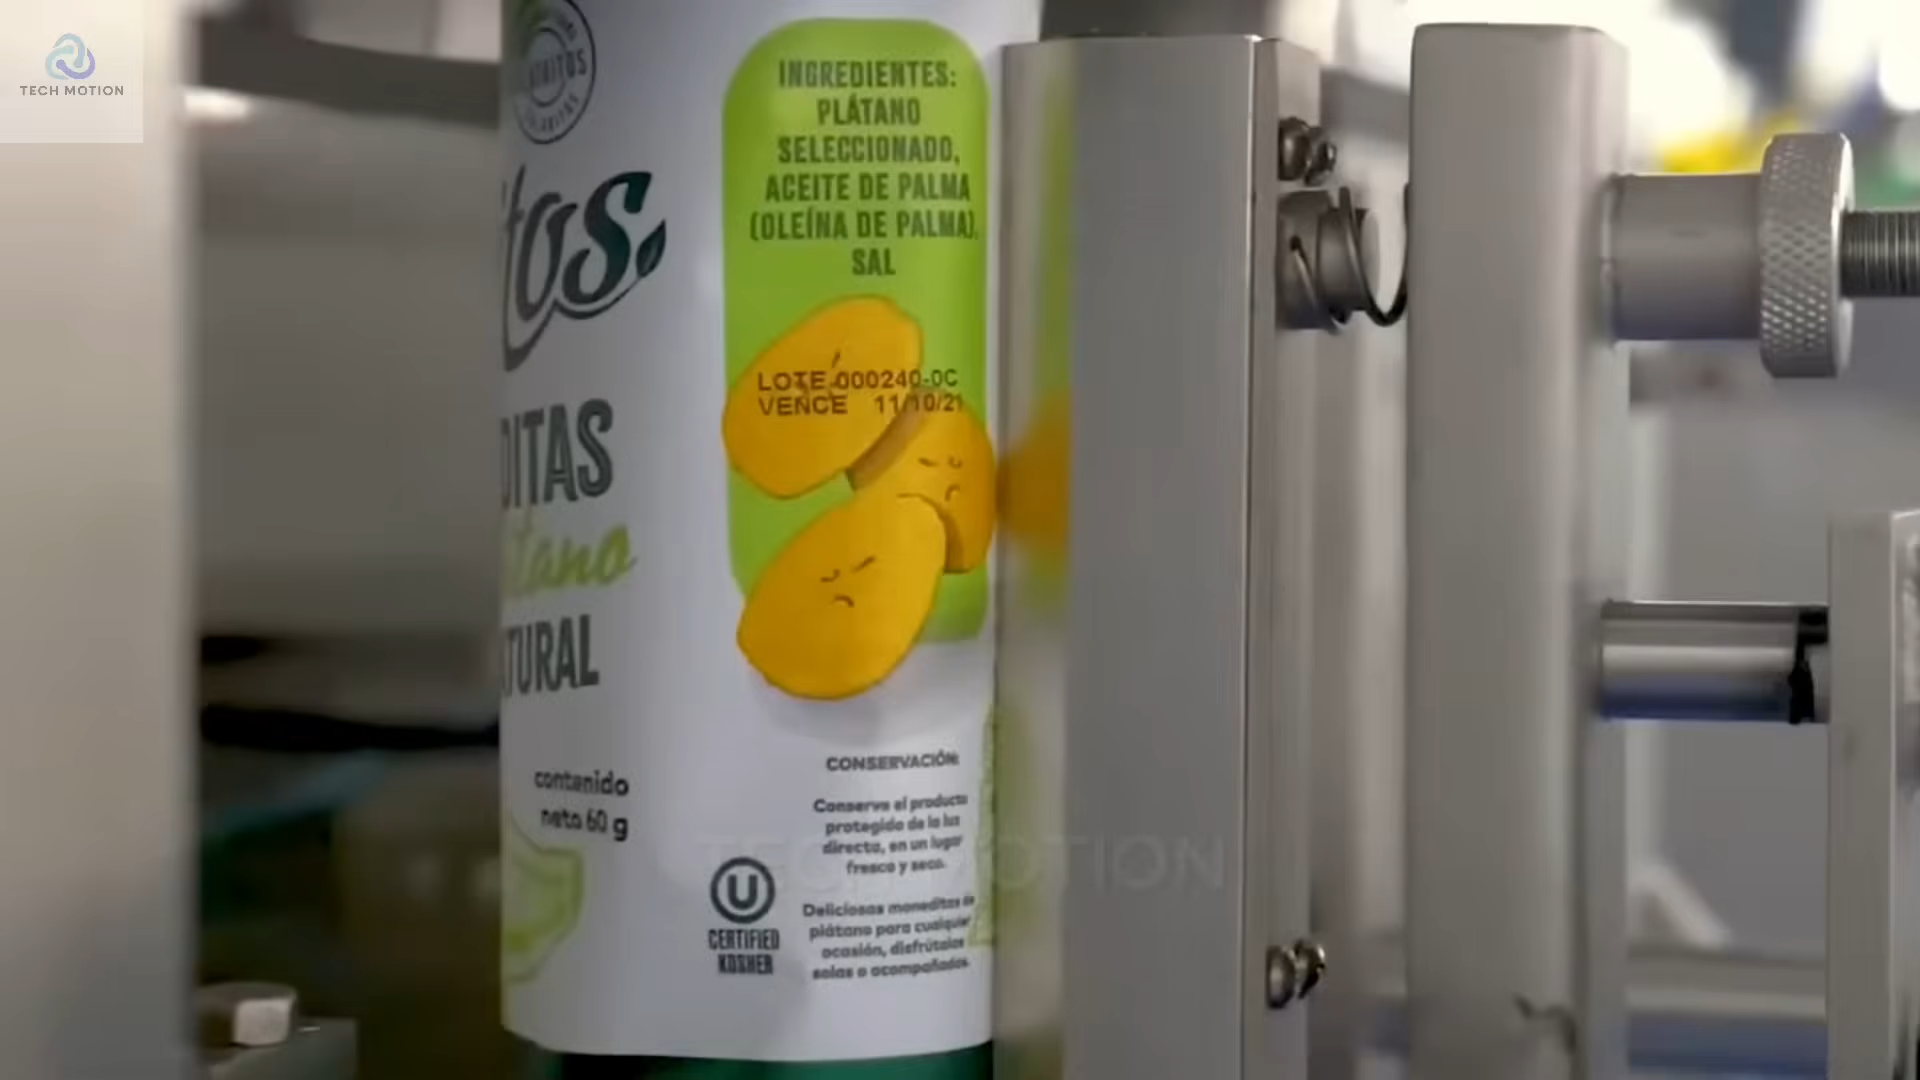 TECH MOTION
tos
DITAS
tano
TURAL
contenido
neto 60 g
INGREDIENTES:
PLÁTANO
SELECCIONADO,
ACEITE DE PALMA
(OLEÍNA DE PALMA),
SAL
LOTE 000240-0C
VENCE 11/10/21
CONSERVACIÓN:
Conserve el producto
protegido de la luz
directa, en un lugar
fresco y seco.
Deliciosas moneditas de
plátano para cualquier
ocasión, disfrútalas
solas o acompañadas.
U
CERTIFIED
KOSHER
TECH MOTION